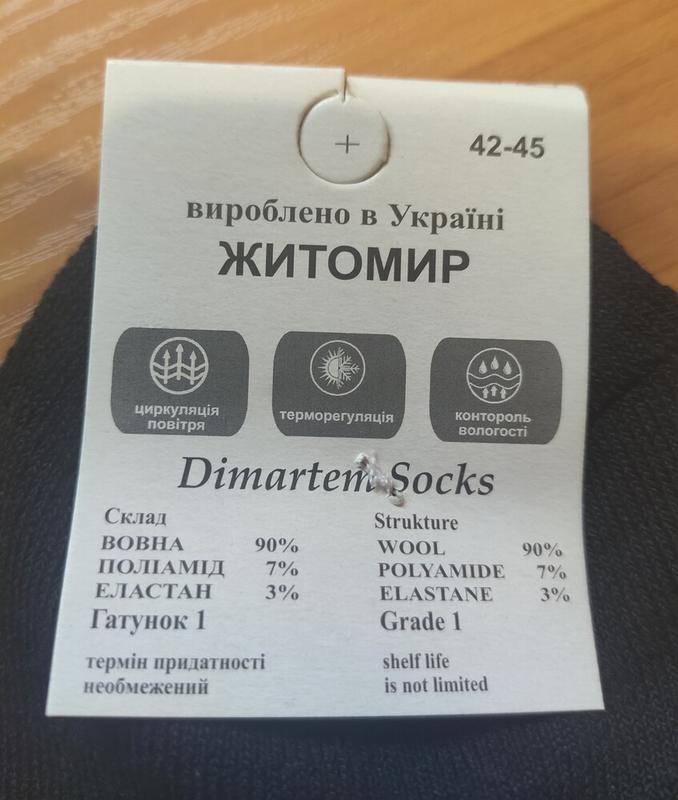 42-45
вироблено в Україні
ЖИТОМИР
циркуляція
повітря
терморегуляція
контороль
вологості
Dimartem Socks
Склад
ВОВНА 90%
ПОЛІАМІД 7%
ЕЛАСТАН 3%
Гатунок 1
термін придатності
необмежений
Strukture
WOOL 90%
POLYAMIDE 7%
ELASTANE 3%
Grade 1
shelf life
is not limited